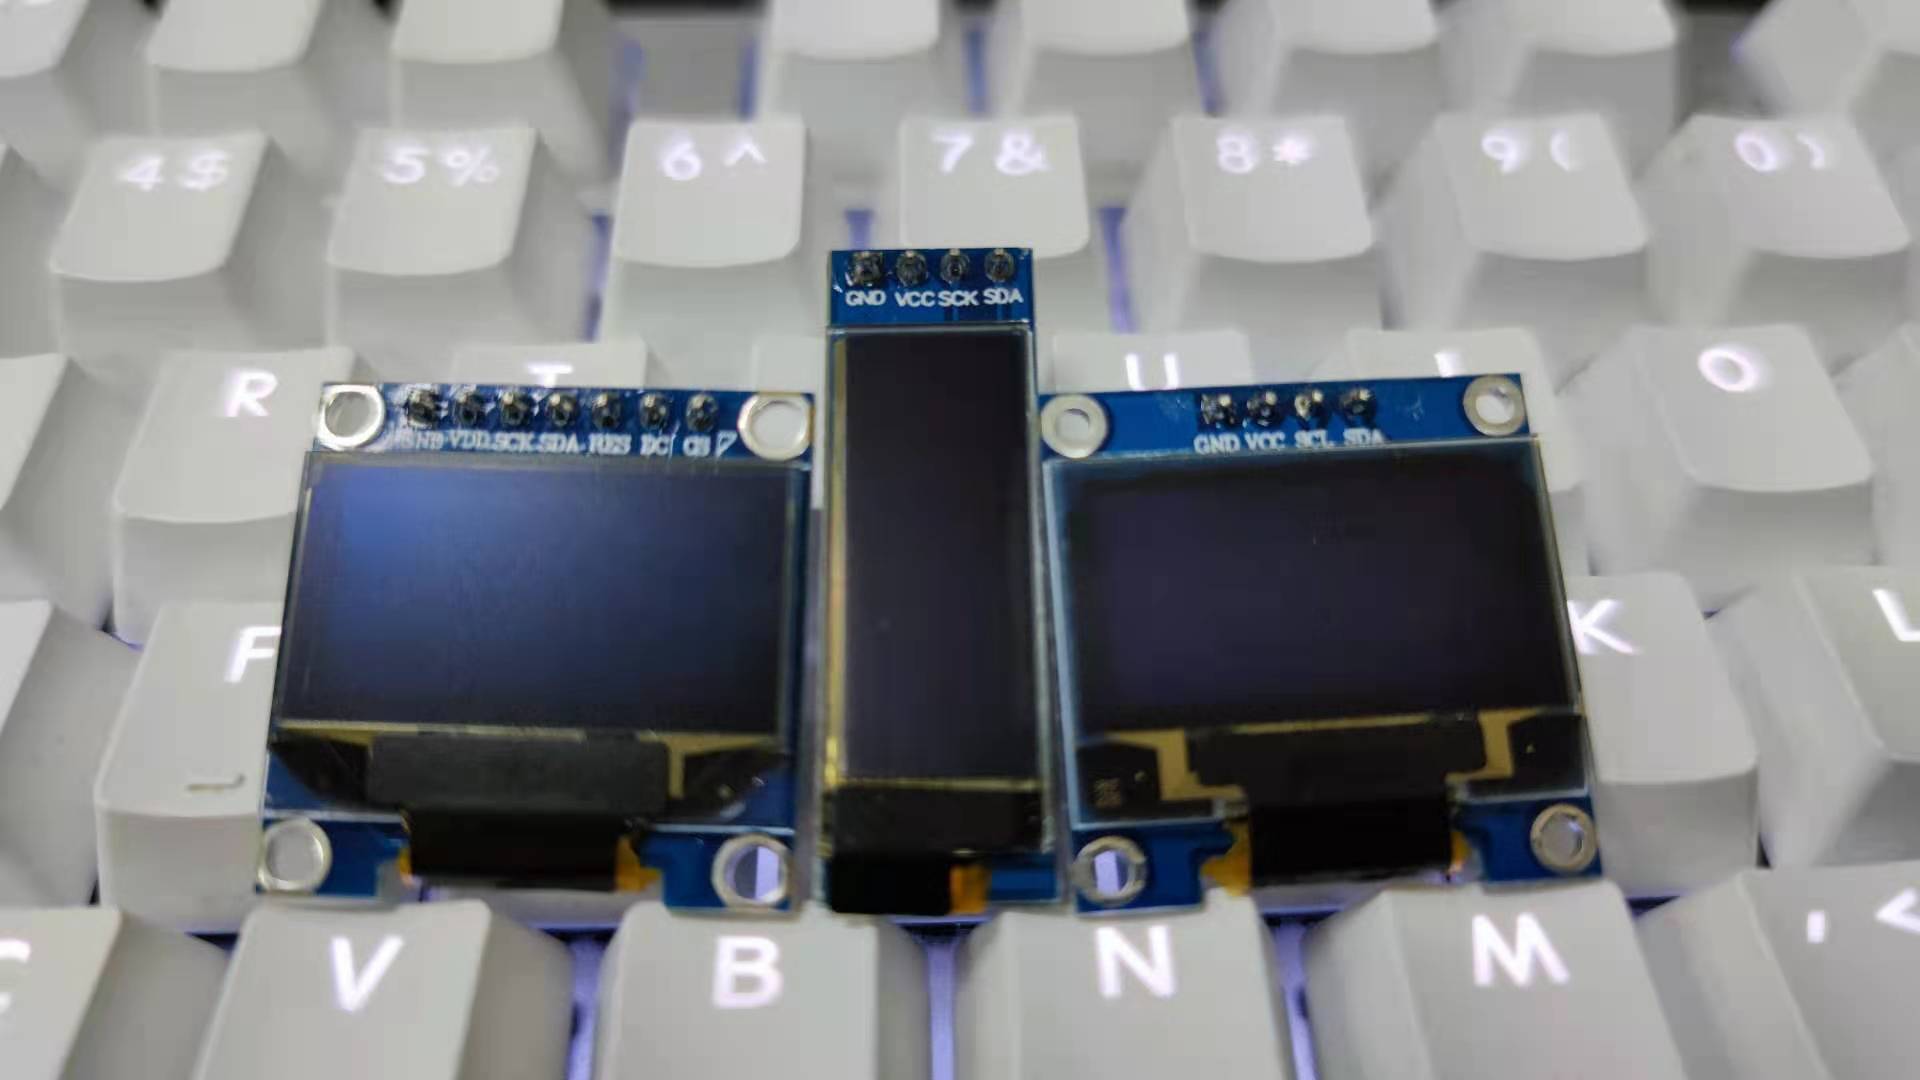 4 $ 5 % 6 ^ 7 & 8 * 9 ( 0 )
GND VCC SCK SDA
R T U I O
GND VDD SCK SDA RES DC CS
GND VCC SCL SDA
F K L
V B N M , <